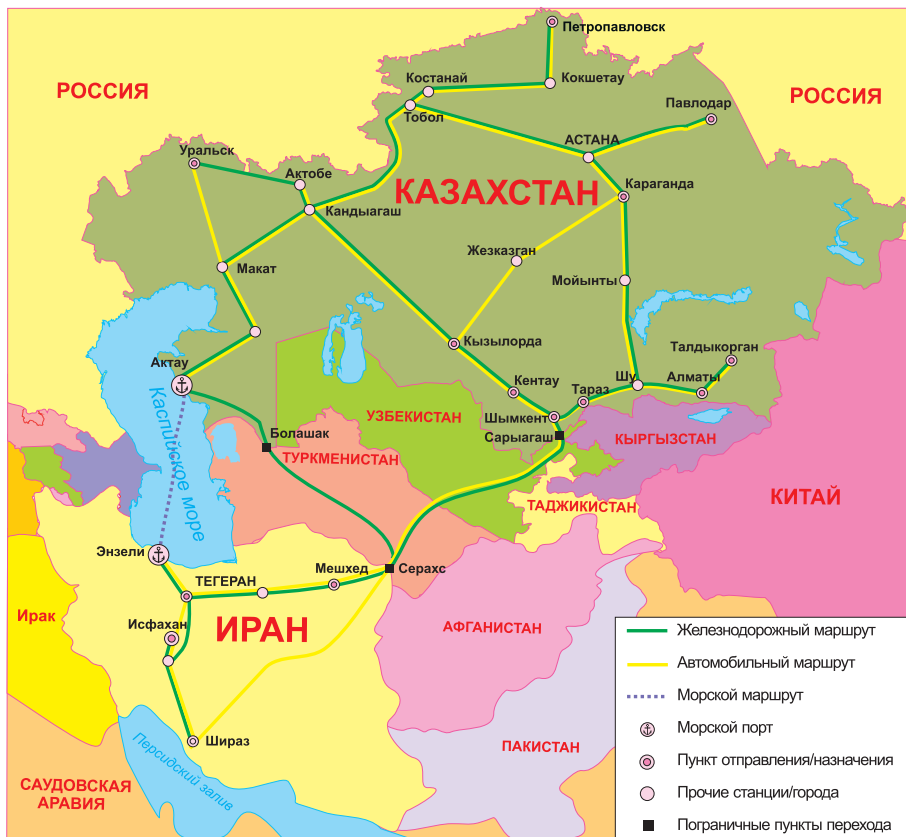 Петропавловск
Костанай
Кокшетау
РОССИЯ
РОССИЯ
Павлодар
Тобол
АСТАНА
Уральск
Актобе
КАЗАХСТАН
Караганда
Кандыагаш
Жезказган
Макат
Мойынты
Кызылорда
Талдыкорган
Актау
Кентау
Тараз
Шу
Алматы
Каспийское море
УЗБЕКИСТАН
Шымкент
Болашак
Сарыагаш
КЫРГЫЗСТАН
ТУРКМЕНИСТАН
КИТАЙ
ТАДЖИКИСТАН
Энзели
Мешхед
Серахс
ТЕГЕРАН
Ирак
Исфахан
ИРАН
АФГАНИСТАН
Шираз
ПАКИСТАН
Персидский залив
САУДОВСКАЯ
АРАВИЯ
Железнодорожный маршрут
Автомобильный маршрут
Морской маршрут
Морской порт
Пункт отправления/назначения
Прочие станции/города
Пограничные пункты перехода